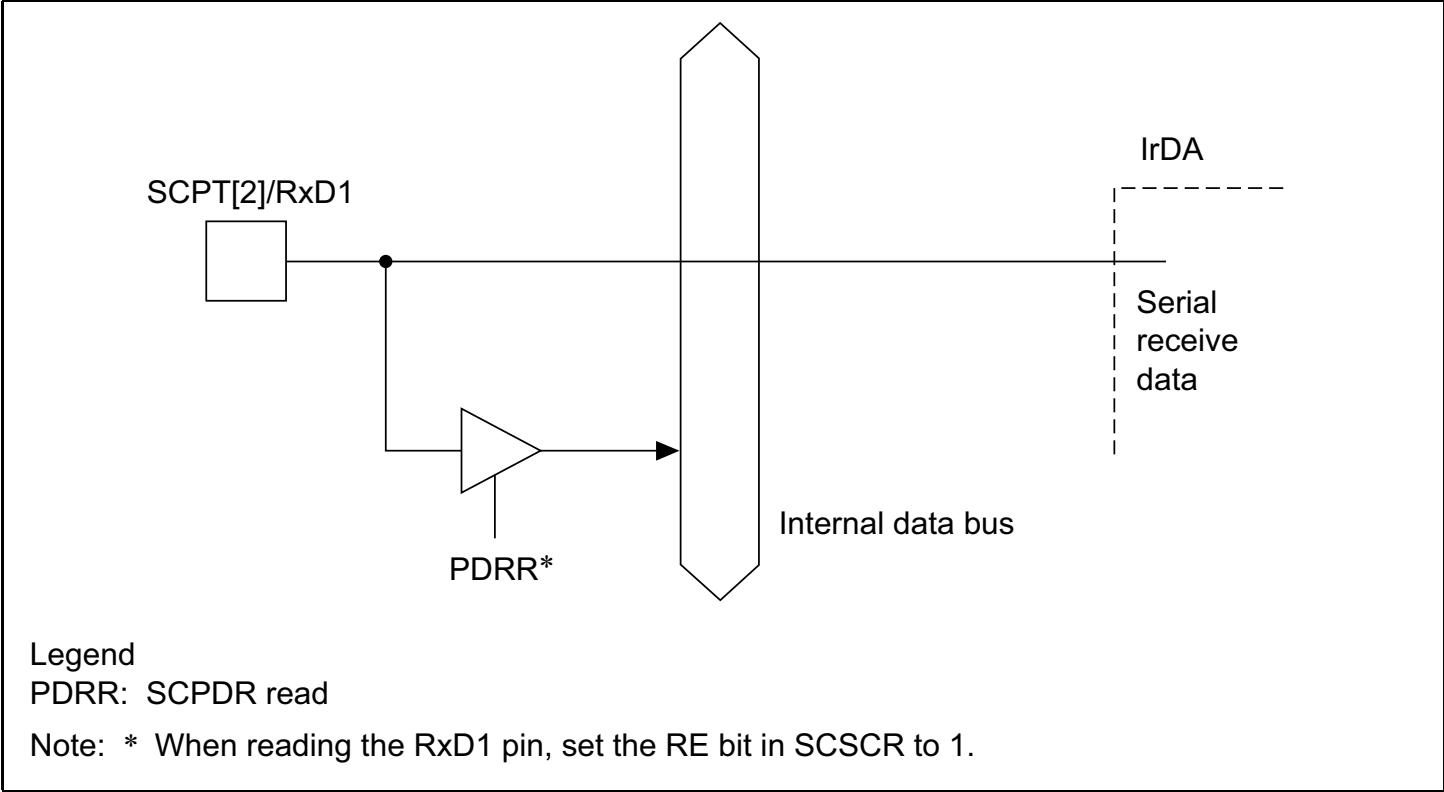 IrDA
SCPT[2]/RxD1
Serial
receive
data
Internal data bus
PDRR*
Legend
PDRR: SCPDR read
Note: * When reading the RxD1 pin, set the RE bit in SCSCR to 1.